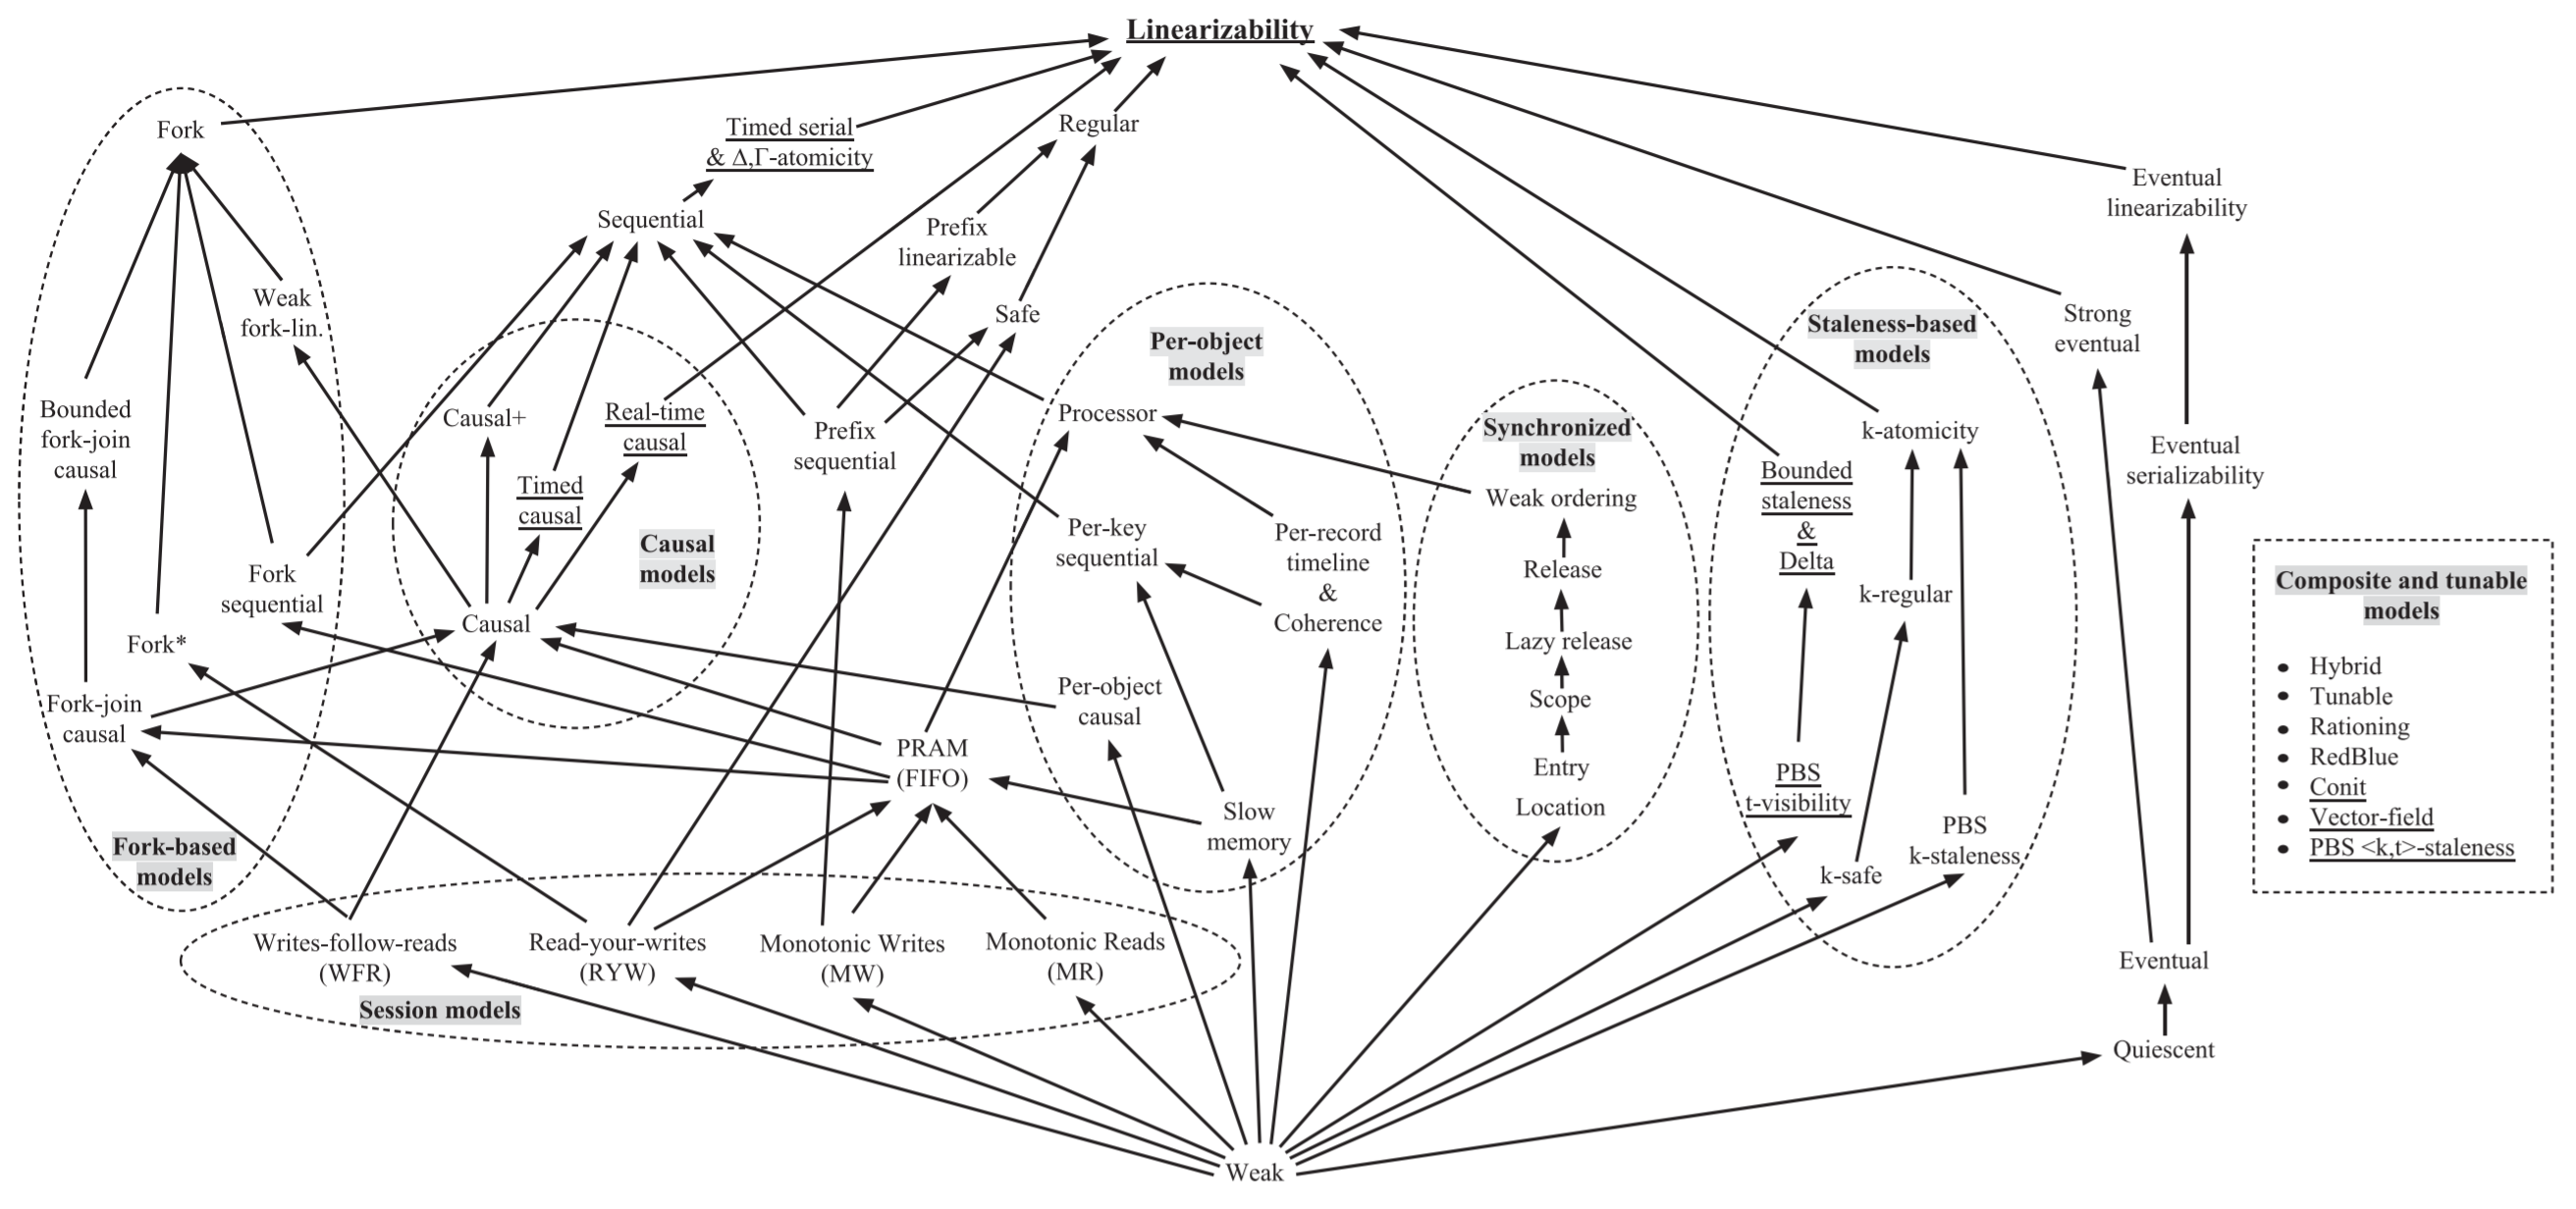 Linearizability
Fork
Timed serial
& Δ,Γ-atomicity
Regular
Eventual
linearizability
Sequential
Prefix
linearizable
Weak
fork-lin.
Safe
Strong
eventual
Staleness-based
models
Per-object
models
Bounded
fork-join
causal
Causal+
Real-time
causal
Prefix
sequential
Processor
Synchronized
models
k-atomicity
Eventual
serializability
Timed
causal
Bounded
staleness
&
Delta
Weak ordering
Causal
models
Per-key
sequential
Per-record
timeline
&
Coherence
Release
Fork
sequential
k-regular
Composite and tunable
models
Causal
Fork*
Lazy release
Hybrid
Tunable
Rationing
RedBlue
Conit
Vector-field
PBS <k,t>-staleness
Fork-join
causal
Per-object
causal
Scope
PRAM
(FIFO)
Entry
Location
PBS
t-visibility
Slow
memory
PBS
k-staleness
k-safe
Fork-based
models
Writes-follow-reads
(WFR)
Read-your-writes
(RYW)
Monotonic Writes
(MW)
Monotonic Reads
(MR)
Eventual
Session models
Quiescent
Weak